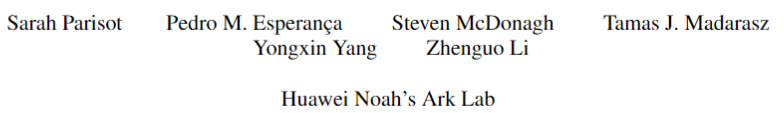 Sarah Parisot Pedro M. Esperança Steven McDonagh Tamas J. Madarasz
Yongxin Yang Zhenguo Li
Huawei Noah's Ark Lab